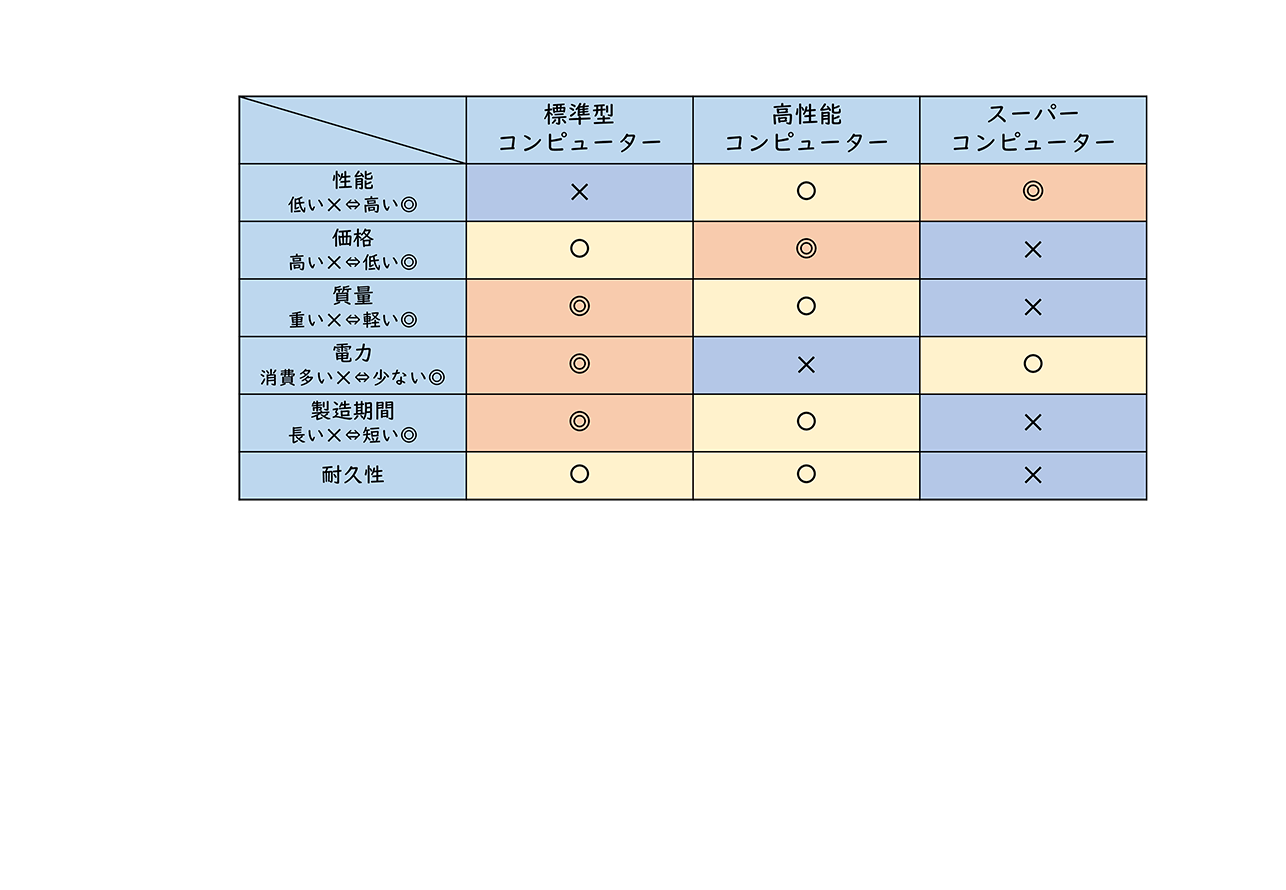 標準型
コンピューター
高性能
コンピューター
スーパー
コンピューター
性能
低い×⇔高い◎
×
○
◎
価格
高い×⇔低い◎
○
◎
×
質量
重い×⇔軽い◎
◎
○
×
電力
消費多い×⇔少ない◎
◎
×
○
製造期間
長い×⇔短い◎
◎
○
×
耐久性
○
○
×